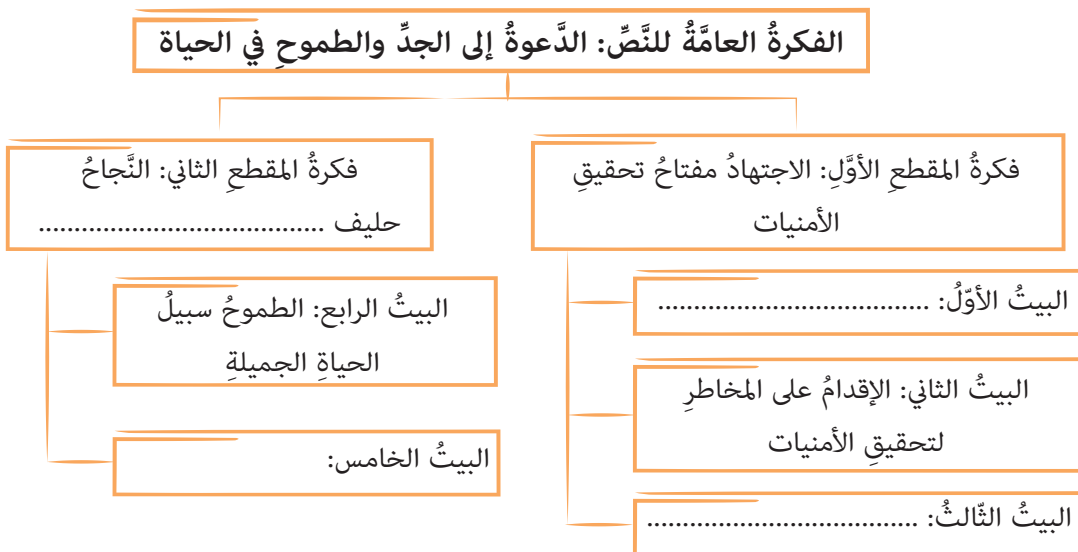 الفكرةُ العامَّةُ للنَّصِّ: الدَّعوةُ إلى الجدِّ والطموحِ في الحياة
فكرةُ المقطعِ الأوَّلِ: الاجتهادُ مفتاحُ تحقيقِ
الأمنيات
البيتُ الأوّلُ: ......................................
البيتُ الثاني: الإقدامُ على المخاطرِ
لتحقيقِ الأمنيات
البيتُ الثّالثُ: ......................................
فكرةُ المقطعِ الثاني: النَّجاحُ
حليف ........................................
البيتُ الرابع: الطموحُ سبيلُ
الحياةِ الجميلةِ
البيتُ الخامس: